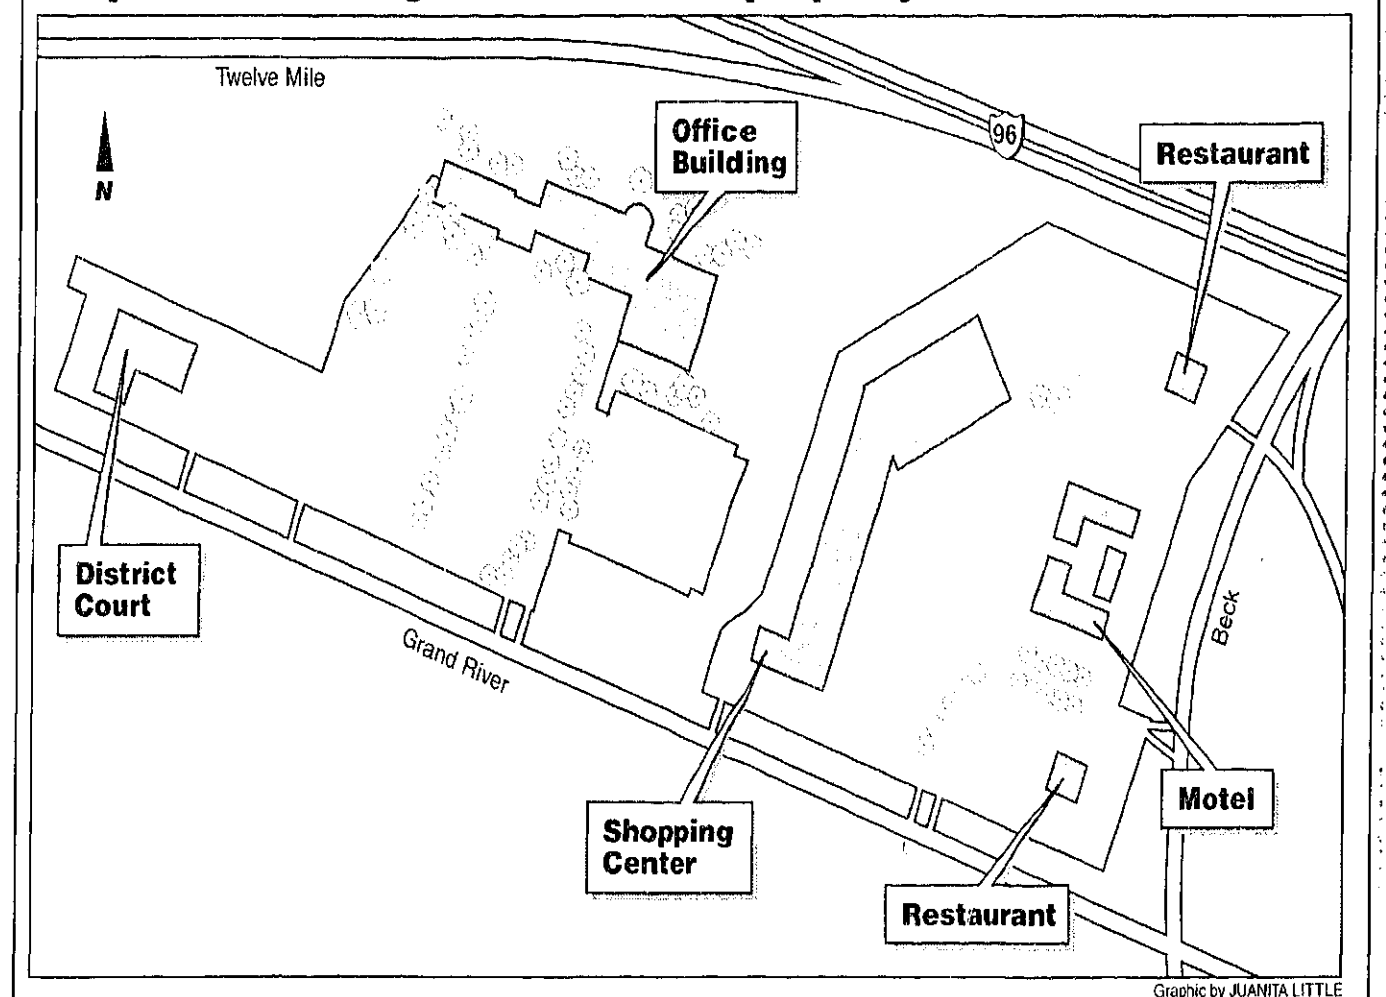 Twelve Mile
N
Office
Building
96
Restaurant
District
Court
Grand River
Beck
Shopping
Center
Motel
Restaurant
Graphic by JUANITA LITTLE